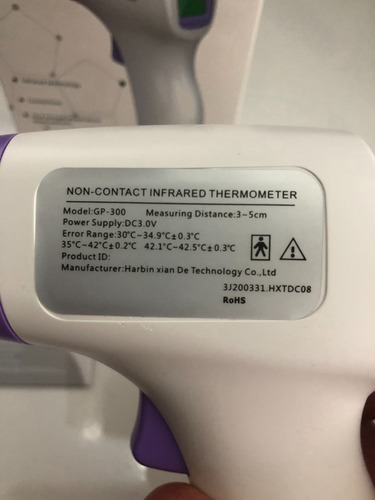 NON-CONTACT INFRARED THERMOMETER
Model:GP-300 Measuring Distance:3~5cm
Power Supply:DC3.0V
Error Range:30℃~34.9℃±0.3℃
35℃~42℃±0.2℃ 42.1℃~42.5℃±0.3℃
Product ID:
Manufacturer:Harbin xian De Technology Co.,Ltd
3J200331.HXTDC08
RoHS